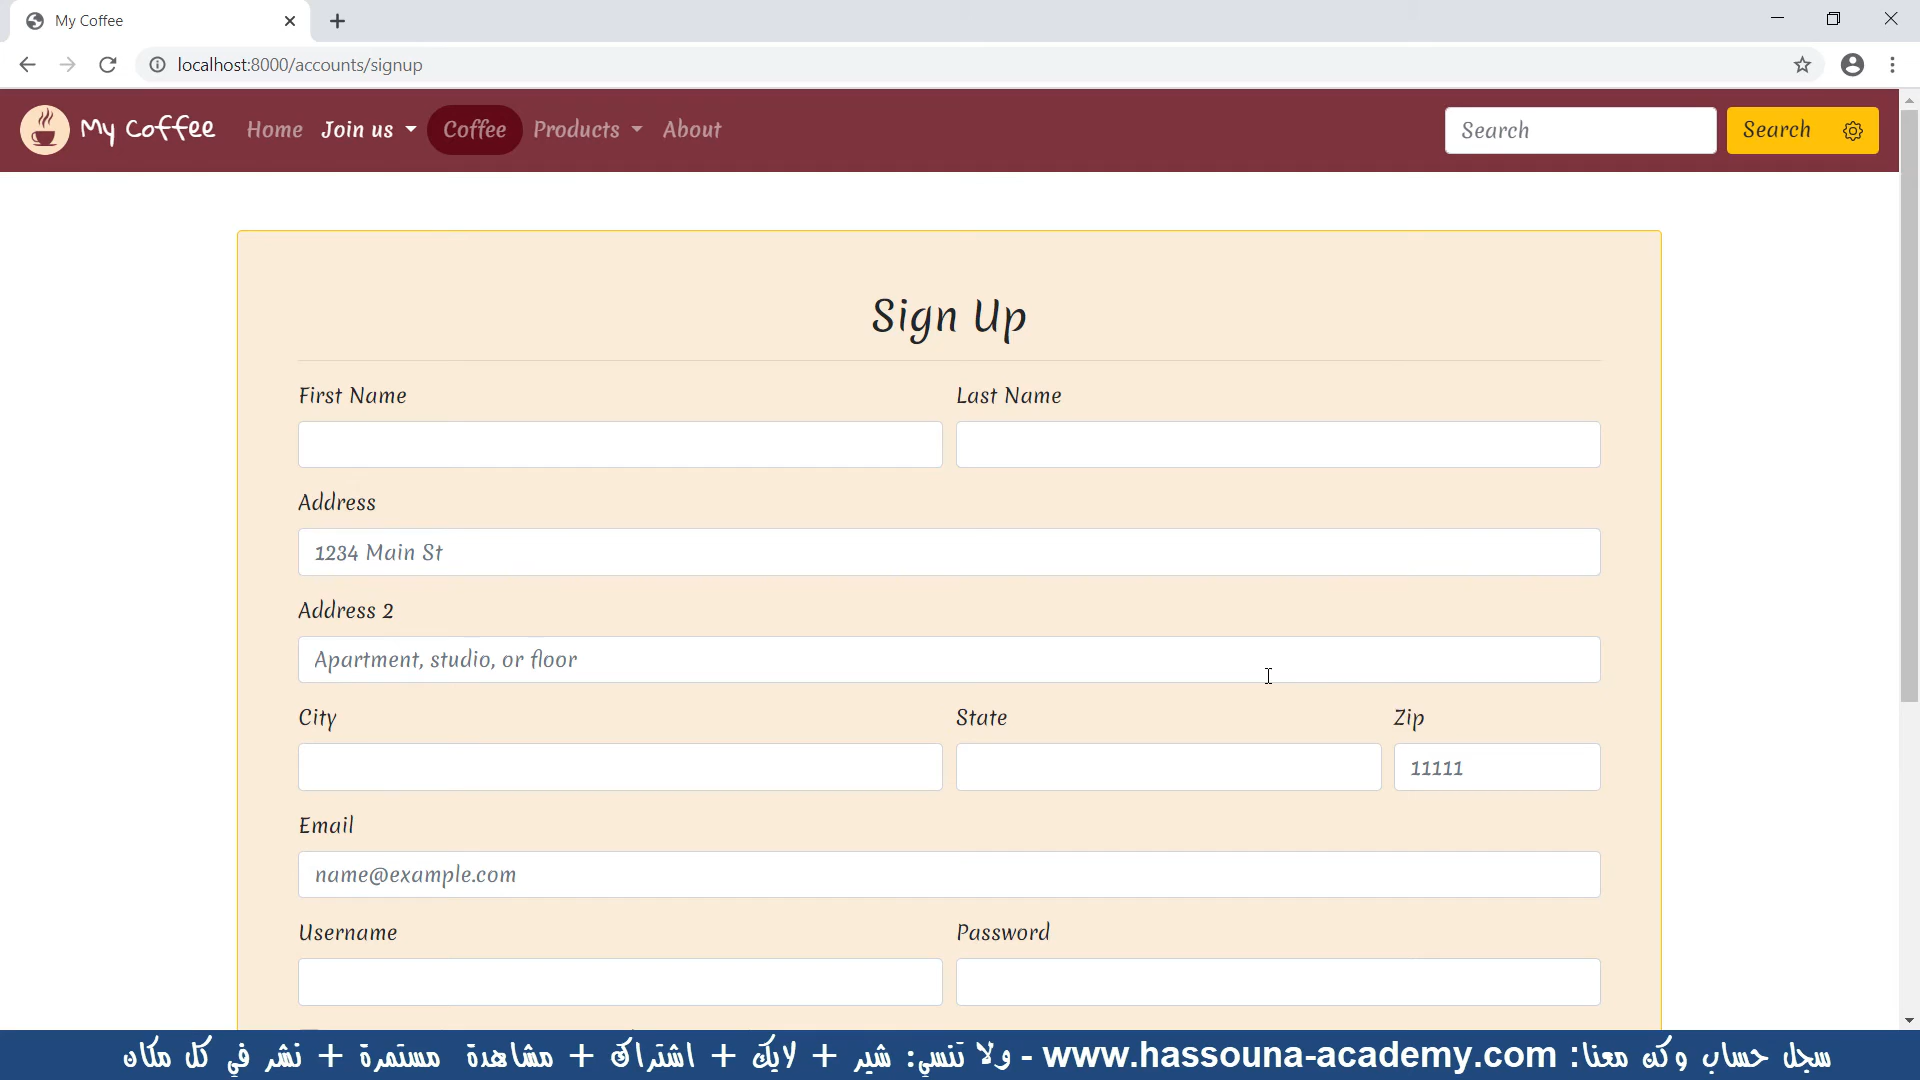 My Coffee
localhost:8000/accounts/signup
My Coffee Home Join us Coffee Products About Search Search
Sign Up
First Name Last Name
Address
1234 Main St
Address 2
Apartment, studio, or floor
City State Zip
11111
Email
name@example.com
Username Password
سجل حساب وكن معنا: www.hassouna-academy.com - ولا تنسى: شير + لايك + اشتراك + مشاهدة مستمرة + نشر في كل مكان